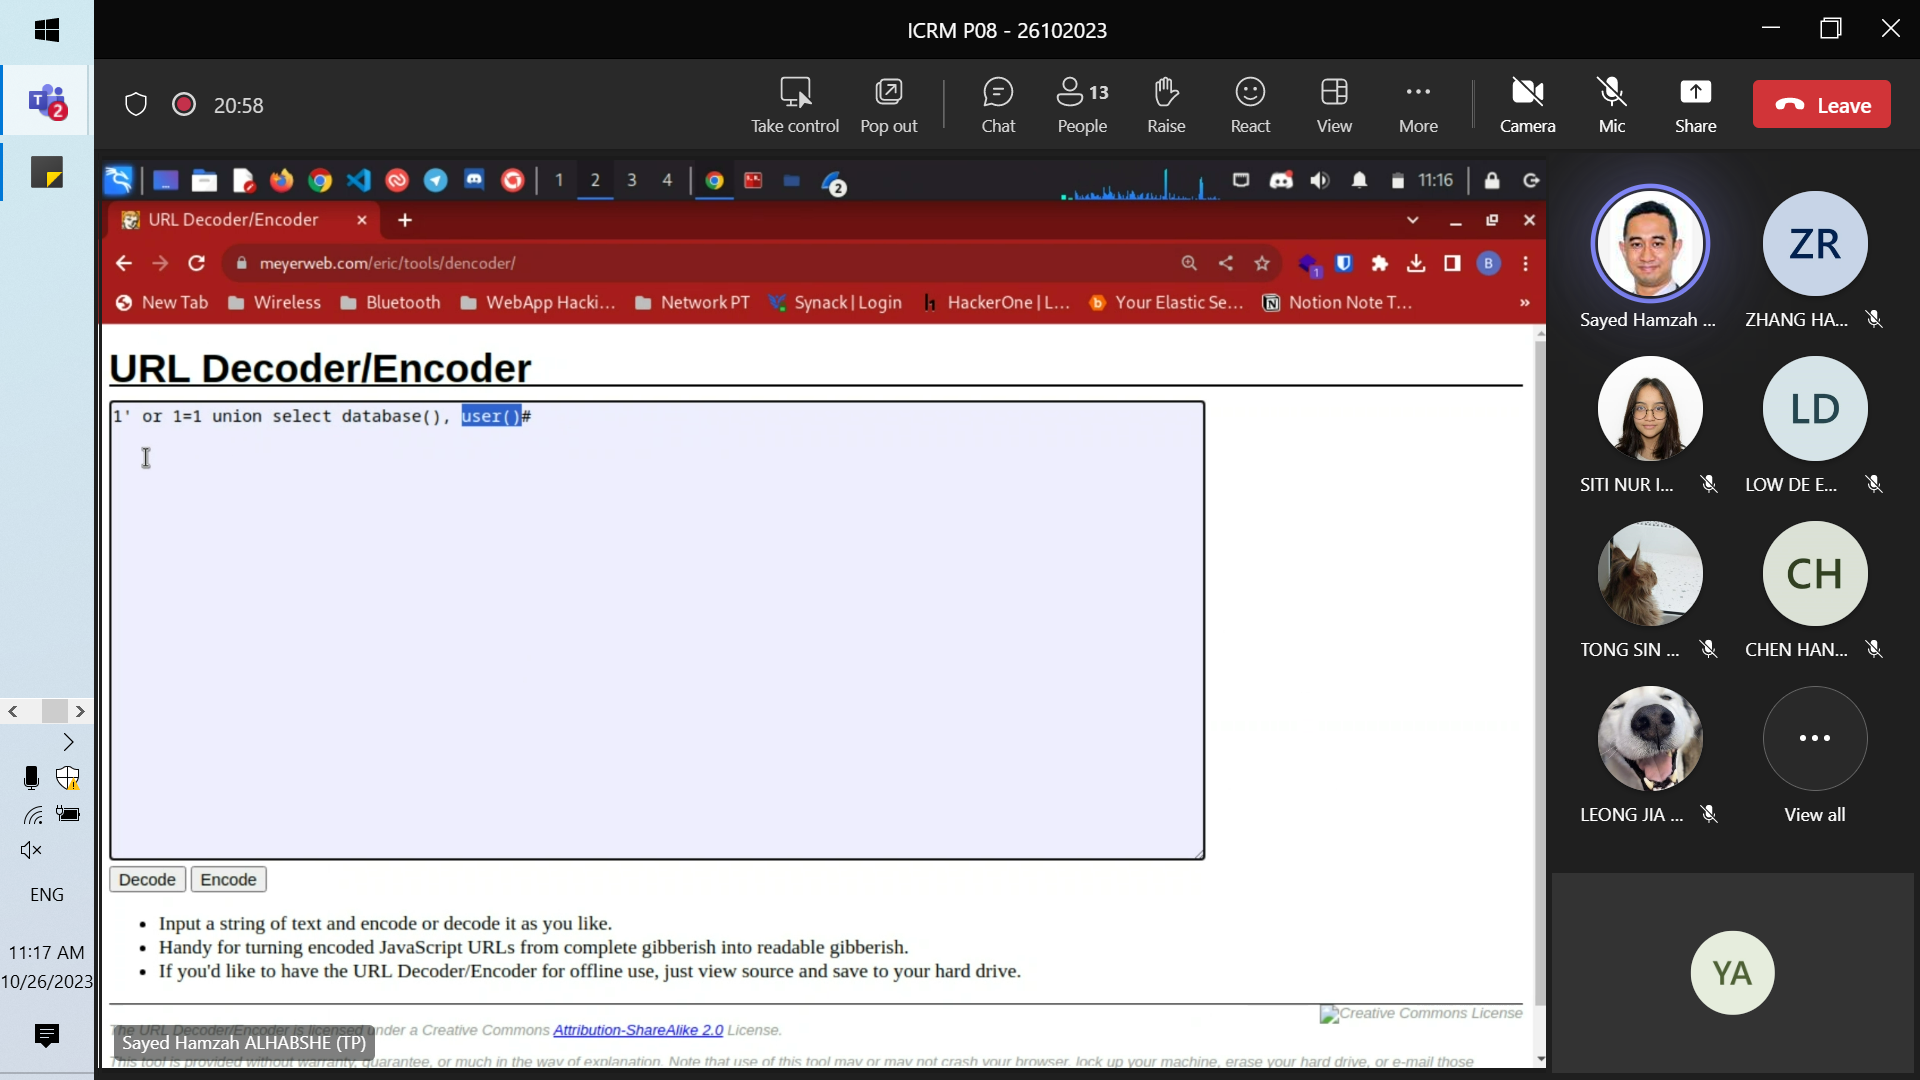 ICRM P08 - 26102023
20:58
Take control
Pop out
Chat
13
People
Raise
React
View
More
Camera
Mic
Share
Leave
T
2
1
2
3
4
2
11:16
URL Decoder/Encoder
meyerweb.com/eric/tools/dencoder/
1
B
New Tab
Wireless
Bluetooth
WebApp Hacki...
Network PT
Synack | Login
HackerOne | L...
Your Elastic Se...
Notion Note T...
»
URL Decoder/Encoder
1' or 1=1 union select database(), user()#
Decode
Encode
• Input a string of text and encode or decode it as you like.
• Handy for turning encoded JavaScript URLs from complete gibberish into readable gibberish.
• If you'd like to have the URL Decoder/Encoder for offline use, just view source and save to your hard drive.
Creative Commons License
The URL Decoder/Encoder is licensed under a Creative Commons Attribution-ShareAlike 2.0 License.
This tool is provided without warranty, guarantee, or much in the way of explanation. Note that use of this tool may or may not crash your browser, lock up your machine, erase your hard drive, or e-mail those
Sayed Hamzah ALHABSHE (TP)
Sayed Hamzah ...
ZR
ZHANG HA...
SITI NUR I...
LD
LOW DE E...
TONG SIN ...
CH
CHEN HAN...
LEONG JIA ...
View all
YA
ENG
11:17 AM
10/26/2023